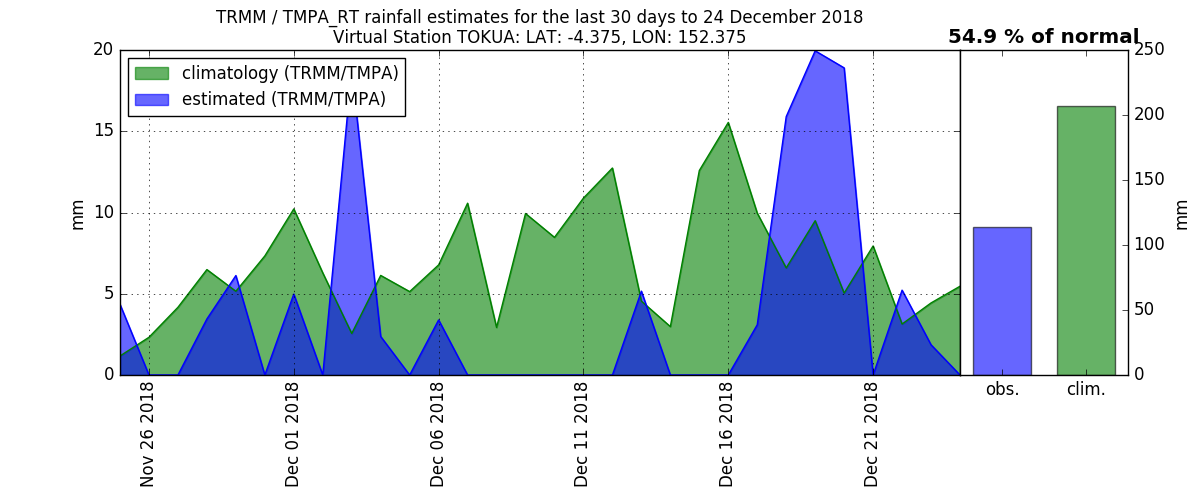 TRMM / TMPA_RT rainfall estimates for the last 30 days to 24 December 2018
Virtual Station TOKUA: LAT: -4.375, LON: 152.375
54.9 % of normal
climatology (TRMM/TMPA)
estimated (TRMM/TMPA)
20
15
10
5
0
mm
Nov 26 2018
Dec 01 2018
Dec 06 2018
Dec 11 2018
Dec 16 2018
Dec 21 2018
250
200
150
100
50
0
mm
obs.
clim.